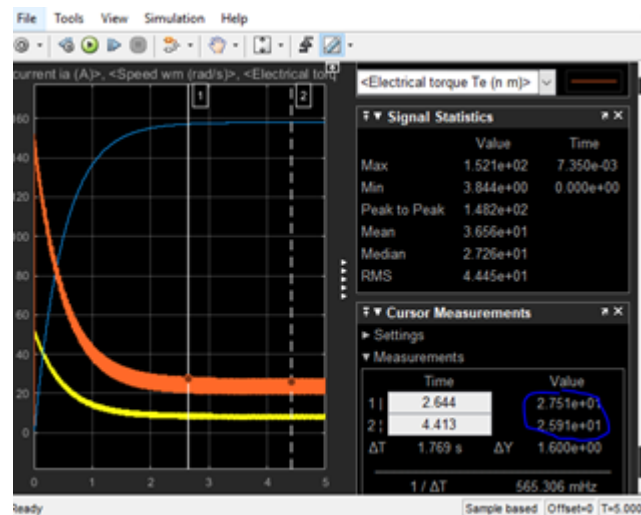 File Tools View Simulation Help
current ia (A)>, <Speed wm (rad/s)>, <Electrical torq
<Electrical torque Te (n m)>
1
2
Signal Statistics
Value Time
Max 1.521e+02 7.350e-03
Min 3.844e+00 0.000e+00
Peak to Peak 1.482e+02
Mean 3.656e+01
Median 2.726e+01
RMS 4.445e+01
Cursor Measurements
Settings
Measurements
Time Value
1 | 2.644 2.751e+01
2 ¦ 4.413 2.591e+01
ΔT 1.769 s ΔY 1.600e+00
1 / ΔT 565.306 mHz
160
140
120
100
80
60
40
20
0
0 1 2 3 4 5
Ready Sample based Offset=0 T=5.000